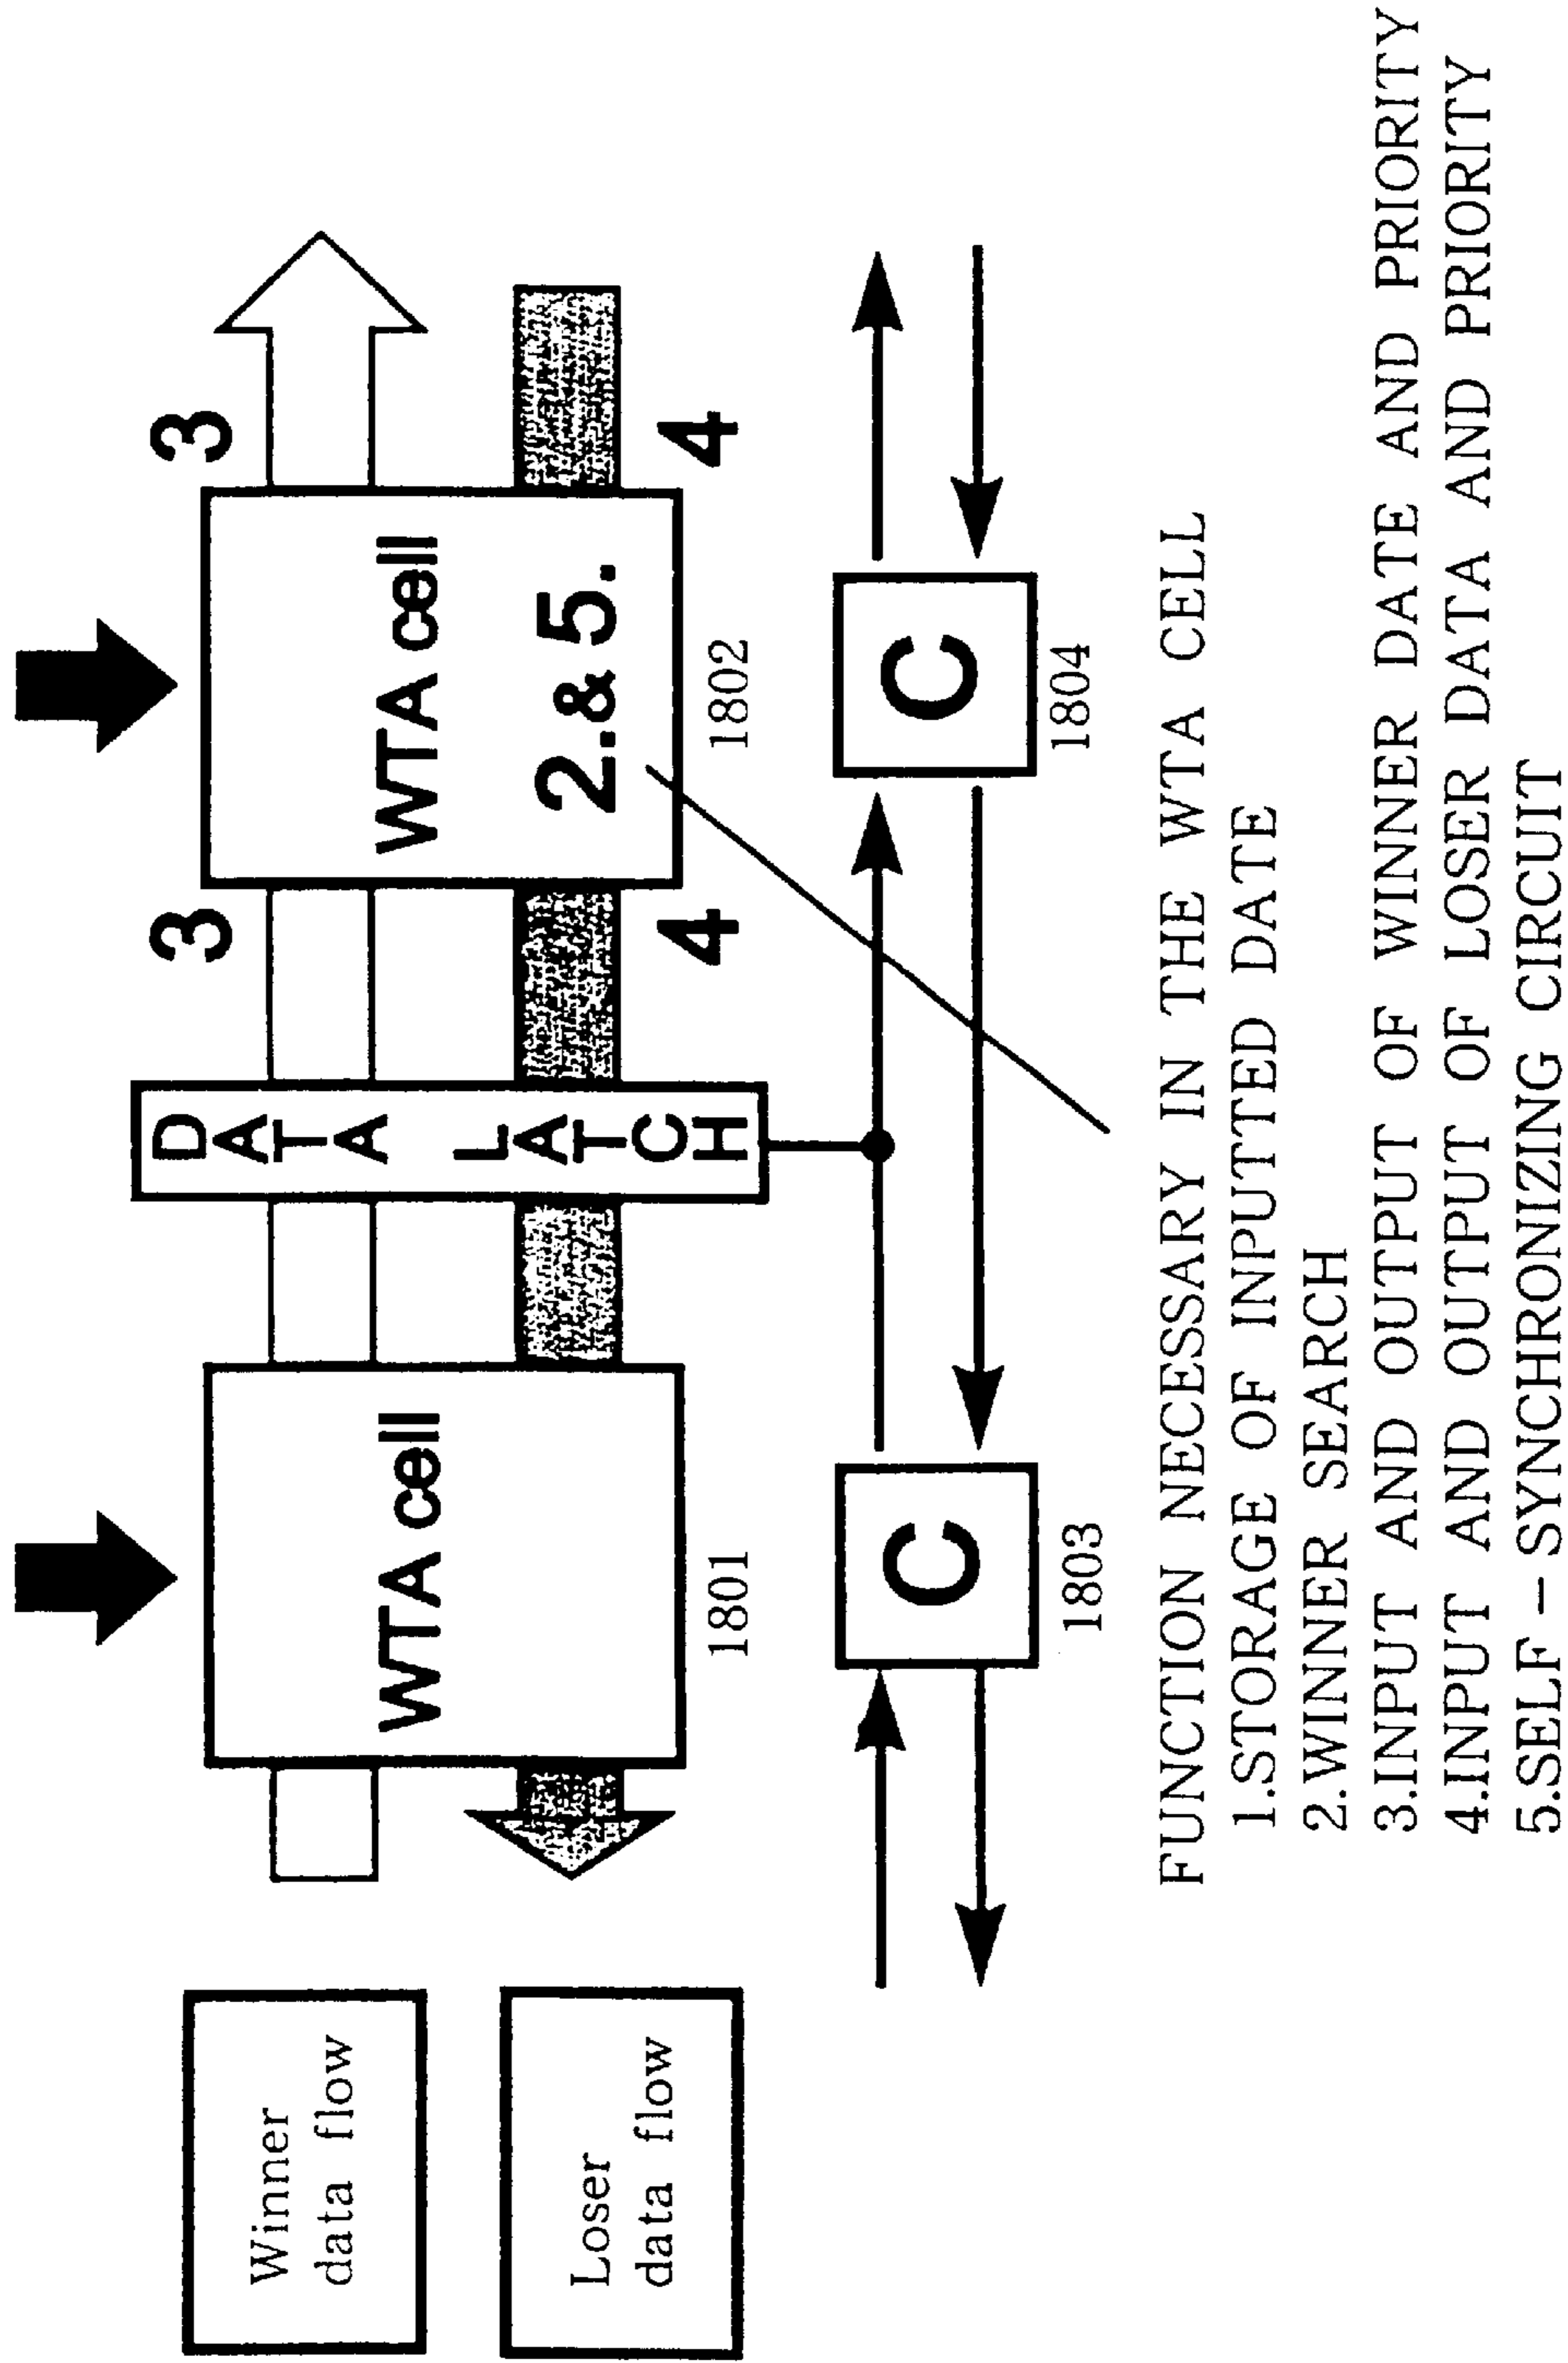 Winner
data flow
Loser
data flow
WTA cell
1801
DATA LATCH
3
3
WTA cell
2.& 5.
1802
4
4
C
1803
C
1804
FUNCTION NECESSARY IN THE WTA CELL
1.STORAGE OF INPUTTED DATE
2.WINNER SEARCH
3.INPUT AND OUTPUT OF WINNER DATE AND PRIORITY
4.INPUT AND OUTPUT OF LOSER DATA AND PRIORITY
5.SELF-SYNCHRONIZING CIRCUIT